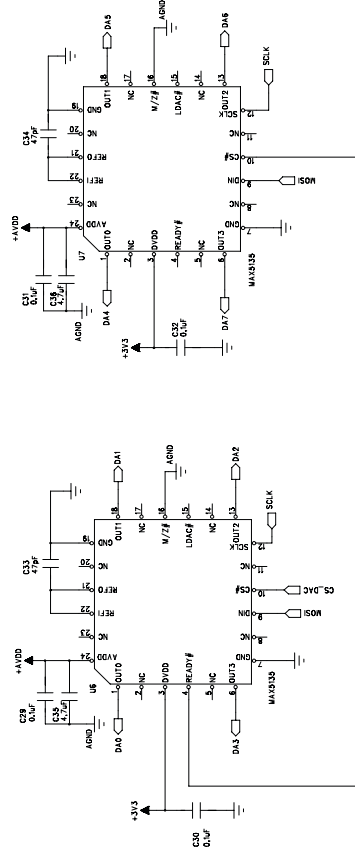 +AVDD
C29
0.1uF
C35
4.7uF
AGND
C33
47pF
U6
24
23
22
21
20
19
AVDD
NC
REFI
REFO
NC
GND
DA0
1
OUT0
2
NC
+3V3
3
DVDD
4
READY#
5
NC
DA3
6
OUT3
C30
0.1uF
OUT1
18
DA1
NC
17
M/Z#
16
AGND
LDAC#
15
NC
14
OUT2
13
DA2
GND
NC
DIN
CS#
NC
SCLK
7
8
9
10
11
12
MAX5135
MOSI
CS_DAC
SCLK
+AVDD
C31
0.1uF
C36
4.7uF
AGND
C34
47pF
U7
24
23
22
21
20
19
AVDD
NC
REFI
REFO
NC
GND
DA4
1
OUT0
2
NC
+3V3
3
DVDD
4
READY#
5
NC
DA7
6
OUT3
C32
0.1uF
OUT1
18
DA5
NC
17
M/Z#
16
AGND
LDAC#
15
NC
14
OUT2
13
DA6
GND
NC
DIN
CS#
NC
SCLK
7
8
9
10
11
12
MAX5135
MOSI
SCLK